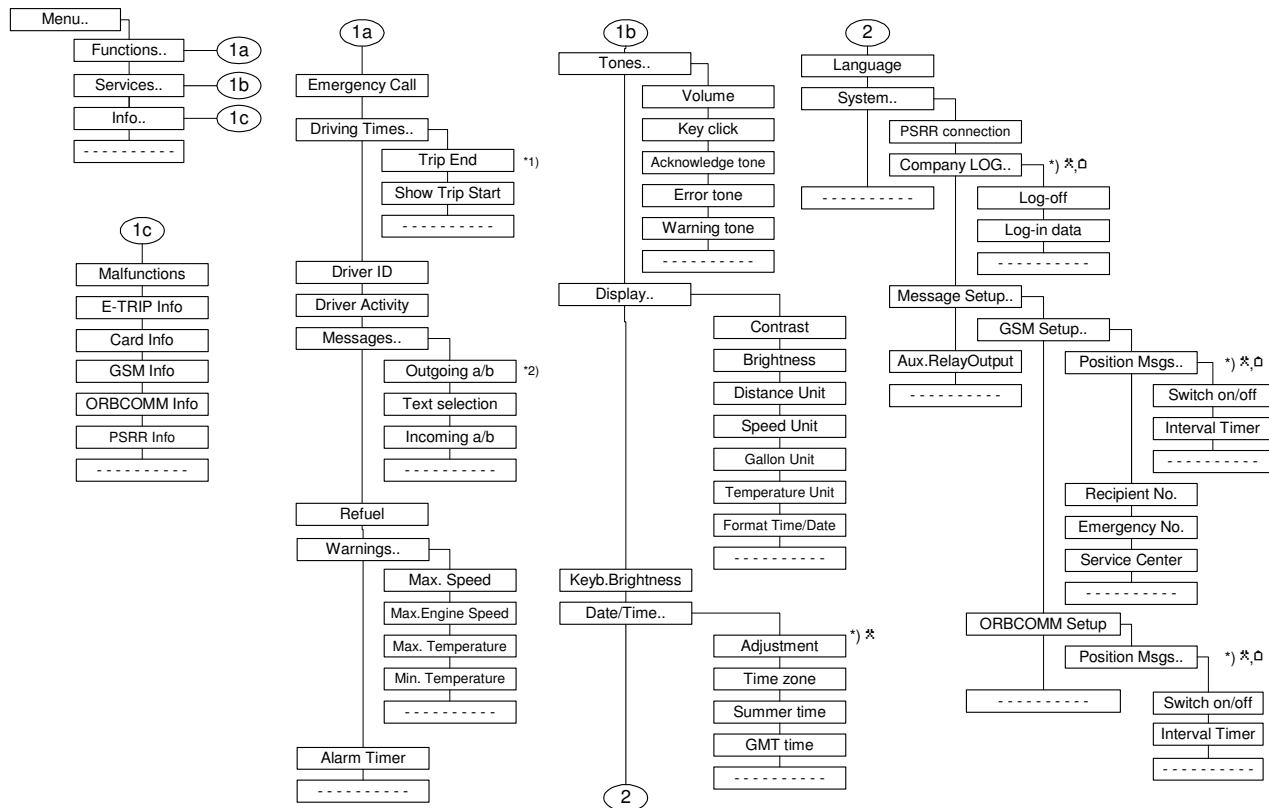 Menu..
Functions..
1a
Services..
1b
Info..
1c
- - - - - - - - - -
1c
Malfunctions
E-TRIP Info
Card Info
GSM Info
ORBCOMM Info
PSRR Info
- - - - - - - - - -
1a
Emergency Call
Driving Times..
Trip End
*1)
Show Trip Start
- - - - - - - - - -
Driver ID
Driver Activity
Messages..
Outgoing a/b
*2)
Text selection
Incoming a/b
- - - - - - - - - -
Refuel
Warnings..
Max. Speed
Max.Engine Speed
Max. Temperature
Min. Temperature
- - - - - - - - - -
Alarm Timer
- - - - - - - - - -
1b
Tones..
Volume
Key click
Acknowledge tone
Error tone
Warning tone
- - - - - - - - - -
Display..
Contrast
Brightness
Distance Unit
Speed Unit
Gallon Unit
Temperature Unit
Format Time/Date
- - - - - - - - - -
Keyb.Brightness
Date/Time..
Adjustment
*)
Time zone
Summer time
GMT time
- - - - - - - - - -
2
2
Language
System..
PSRR connection
Company LOG..
*) ,
Log-off
Log-in data
- - - - - - - - - -
- - - - - - - - - -
Message Setup..
GSM Setup..
Position Msgs..
*) ,
Switch on/off
Interval Timer
- - - - - - - - - -
Recipient No.
Emergency No.
Service Center
- - - - - - - - - -
ORBCOMM Setup
Position Msgs..
*) ,
Switch on/off
Interval Timer
- - - - - - - - - -
- - - - - - - - - -
Aux.RelayOutput
- - - - - - - - - -